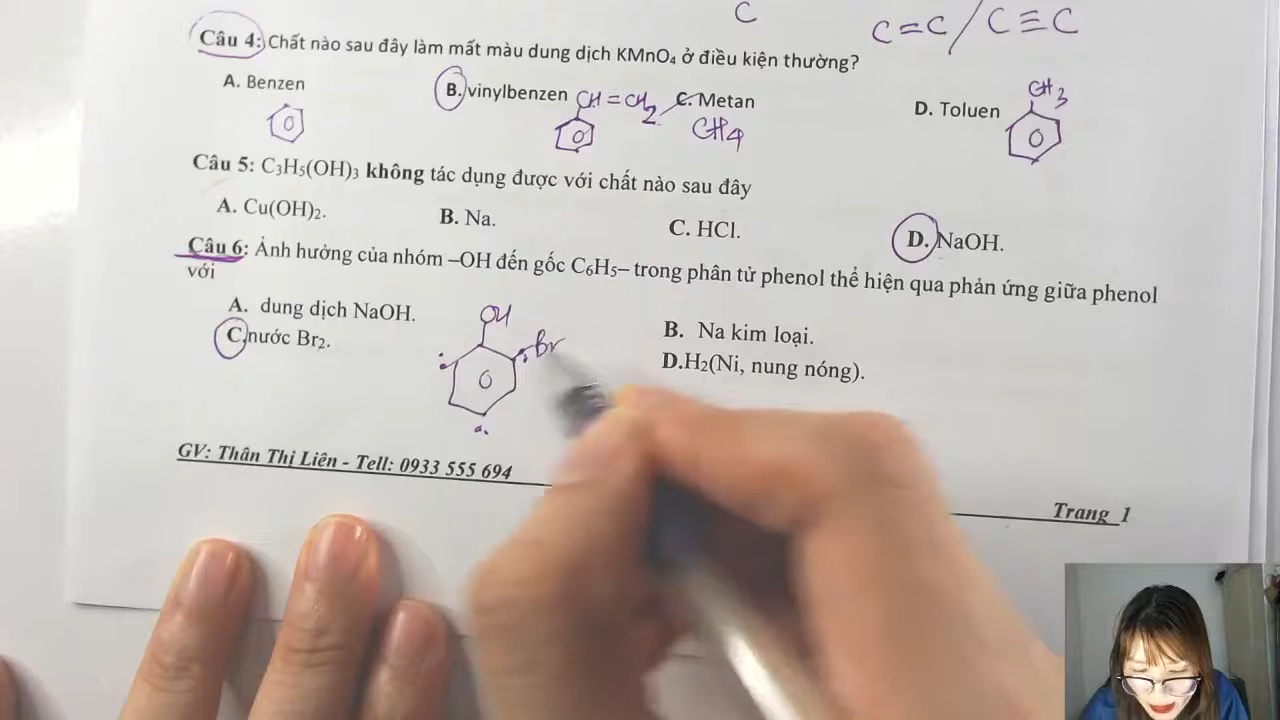 C
C=C/C≡C
Câu 4: Chất nào sau đây làm mất màu dung dịch KMnO₄ ở điều kiện thường?
A. Benzen B. vinylbenzen C. Metan D. Toluen
CH=CH2 CH4 CH3
Câu 5: C₃H₅(OH)₃ không tác dụng được với chất nào sau đây
A. Cu(OH)₂. B. Na. C. HCl. D. NaOH.
Câu 6: Ảnh hưởng của nhóm –OH đến gốc C₆H₅– trong phân tử phenol thể hiện qua phản ứng giữa phenol
với
A. dung dịch NaOH. B. Na kim loại.
C. nước Br₂. D.H₂(Ni, nung nóng).
OH
Br
GV: Thân Thị Liên - Tell: 0933 555 694
Trang 1